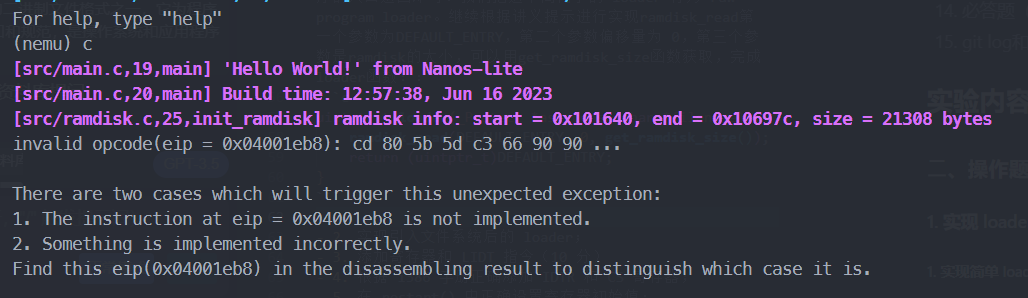 For help, type "help"
(nemu) c
[src/main.c,19,main] 'Hello World!' from Nanos-lite
[src/main.c,20,main] Build time: 12:57:38, Jun 16 2023
[src/ramdisk.c,25,init_ramdisk] ramdisk info: start = 0x101640, end = 0x10697c, size = 21308 bytes
invalid opcode(eip = 0x04001eb8): cd 80 5b 5d c3 66 90 90 ...
There are two cases which will trigger this unexpected exception:
1. The instruction at eip = 0x04001eb8 is not implemented.
2. Something is implemented incorrectly.
Find this eip(0x04001eb8) in the disassembling result to distinguish which case it is.